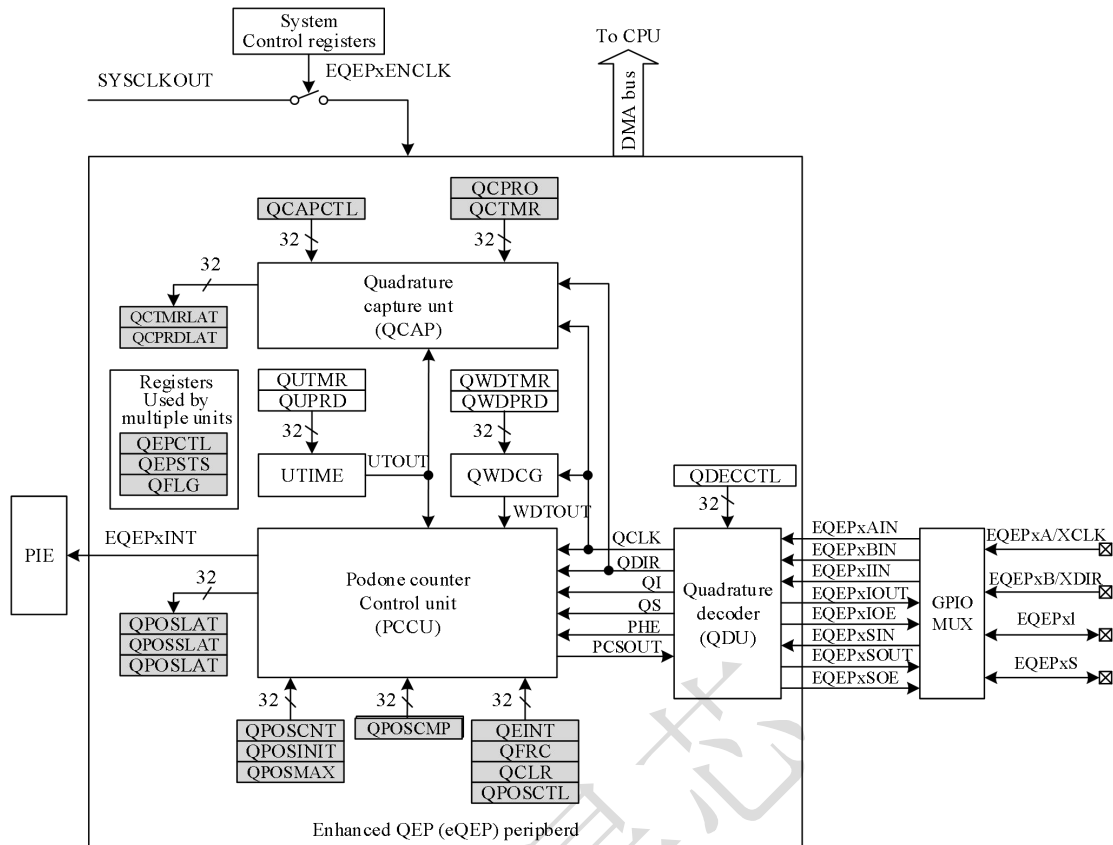 System
Control registers
To CPU
SYSCLKOUT
EQEPxENCLK
DMA bus
QCAPCTL
QCPRO
QCTMR
32
32
32
Quadrature
capture unt
(QCAP)
QCTMRLAT
QCPRDLAT
Registers
Used by
multiple units
QEPCTL
QEPSTS
QFLG
QUTMR
QUPRD
QWDTMR
QWDPRD
32
32
UTIME
UTOUT
QWDCG
WDTOUT
QDECCTL
32
PIE
EQEPxINT
32
Podone counter
Control unit
(PCCU)
QCLK
QDIR
QI
QS
PHE
PCSOUT
Quadrature
decoder
(QDU)
EQEPxAIN
EQEPxBIN
EQEPxIIN
EQEPxIOUT
EQEPxIOE
EQEPxSIN
EQEPxSOUT
EQEPxSOE
GPIO
MUX
EQEPxA/XCLK
EQEPxB/XDIR
EQEPxI
EQEPxS
QPOSLAT
QPOSSLAT
QPOSLAT
32
32
32
QPOSCNT
QPOSINIT
QPOSMAX
QPOSCMP
QEINT
QFRC
QCLR
QPOSCTL
Enhanced QEP (eQEP) peripberd
芯